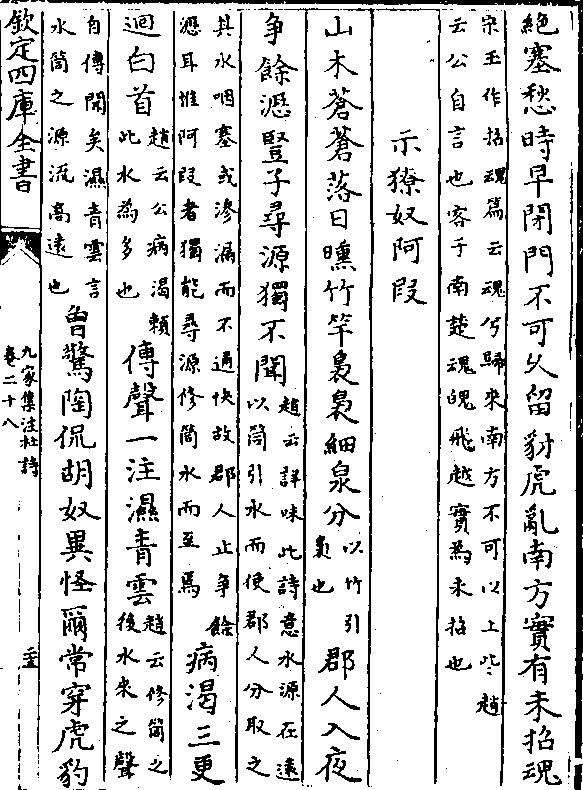 絶塞愁時早閉門不可乆留豺虎亂南方實有未招魂
宋玉作招魂篇云魂兮歸來南方不可以上些趙
云公自言也客于南楚魂魄飛越實為未招也
示獠奴阿段
山木蒼蒼落日曛竹竿裊裊細泉分
以竹引
泉也
郡人入夜
爭餘瀝豎子尋源獨不聞
趙云詳味此詩意水源在逺
以筒引水而使郡人分取之
其水咽塞或滲漏而不通快故郡人止爭餘
瀝耳惟阿段者獨能尋源修筒水而至焉
病渴三更
迴白首
趙云公病渴賴
此水為多也
傳聲一注濕青雲
趙云修筒之
後水來之聲
自傳聞矣濕青雲言
水筒之源流高逺也
曽驚陶侃胡奴異怪爾常穿虎豹
欽定四庫全書
九家集注杜詩
卷二十八